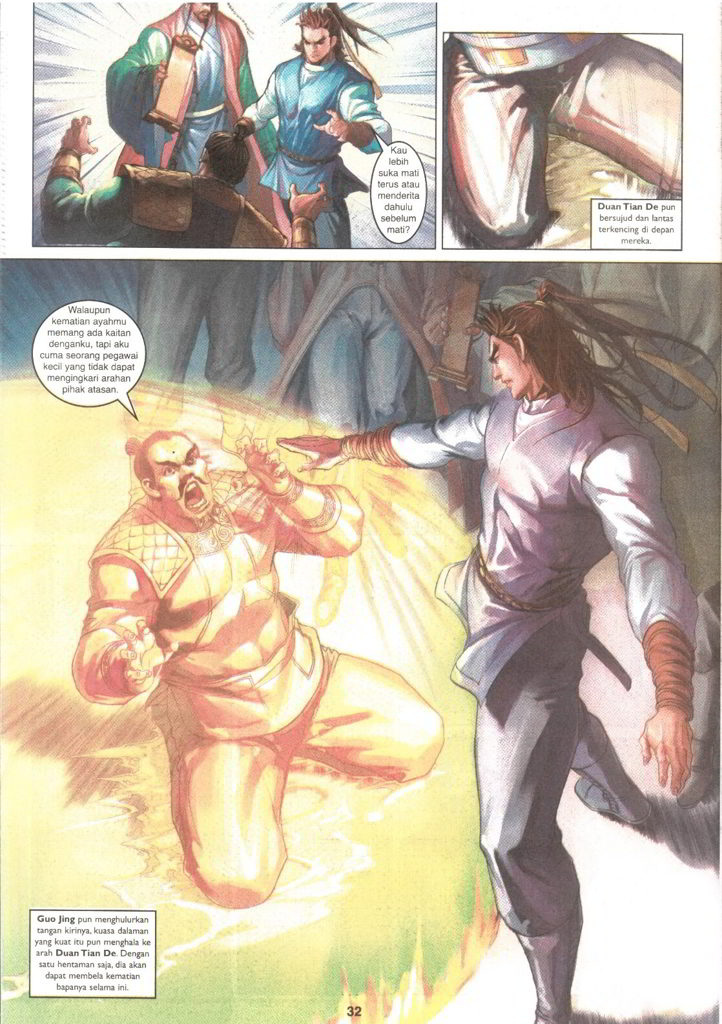 Kau
lebih
suka mati
terus atau
menderita
dahulu
sebelum
mati?
Duan Tian De pun
bersujud dan lantas
terkencing di depan
mereka.
Walaupun
kematian ayahmu
memang ada kaitan
denganku, tapi aku
cuma seorang pegawai
kecil yang tidak dapat
mengingkari arahan
pihak atasan.
Guo Jing pun menghulurkan
tangan kirinya, kuasa dalaman
yang kuat itu pun menghala ke
arah Duan Tian De. Dengan
satu hentaman saja, dia akan
dapat membela kematian
bapanya selama ini.
32